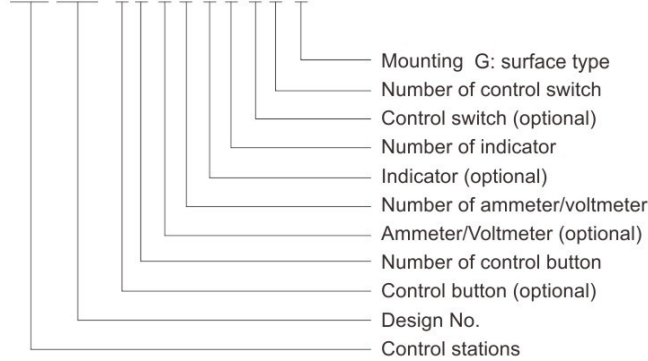 Mounting G: surface type
Number of control switch
Control switch (optional)
Number of indicator
Indicator (optional)
Number of ammeter/voltmeter
Ammeter/Voltmeter (optional)
Number of control button
Control button (optional)
Design No.
Control stations